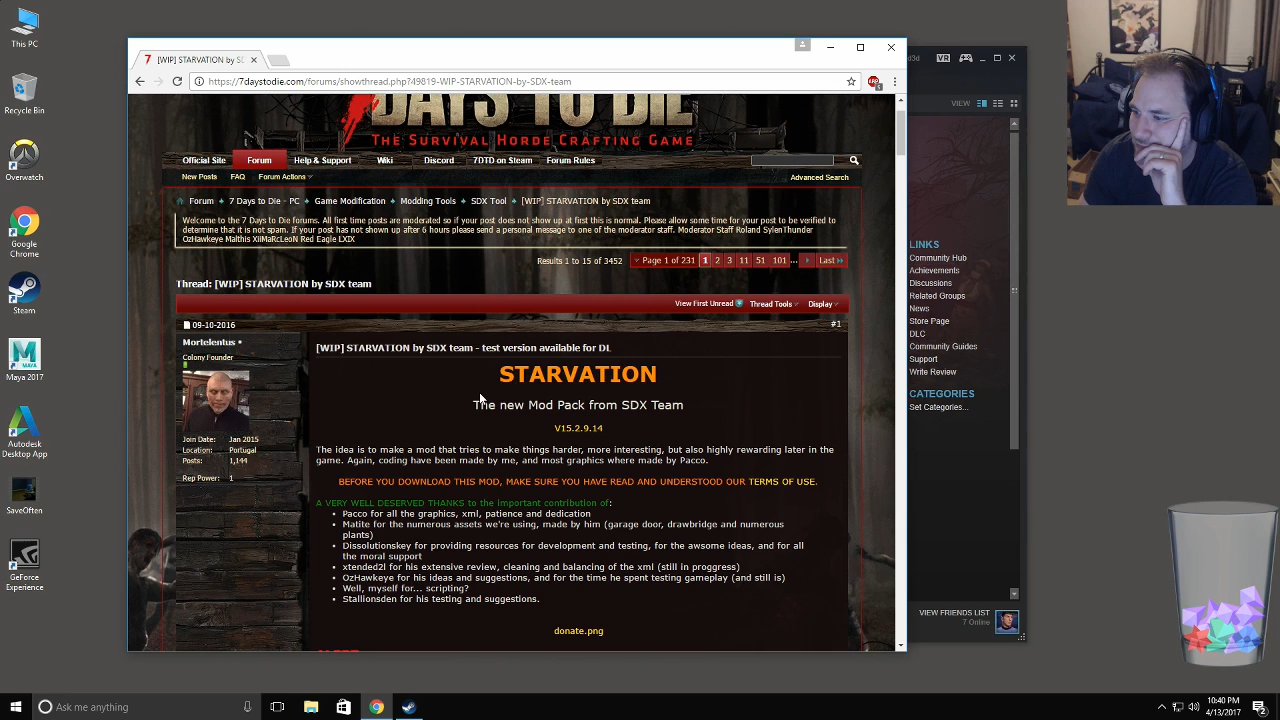 This PC
Recycle Bin
Overwatch
Google
Chrome
Steam
Maya 2017
Autodesk
Desktop App
SaveOften
GeForce
Experience
[WIP] STARVATION by SE
https://7daystodie.com/forums/showthread.php?49819-WIP-STARVATION-by-SDX-team
7 DAYS TO DIE
THE SURVIVAL HORDE CRAFTING GAME
Official Site
Forum
Help & Support
Wiki
Discord
7DTD on Steam
Forum Rules
New Posts
FAQ
Forum Actions
Advanced Search
Forum
7 Days to Die - PC
Game Modification
Modding Tools
SDX Tool
[WIP] STARVATION by SDX team
Welcome to the 7 Days to Die forums. All first time posts are moderated so if your post does not show up at first this is normal. Please allow some time for your post to be verified to
determine that it is not spam. If your post has not shown up after 6 hours please send a personal message to one of the moderator staff. Moderator Staff Roland SylenThunder
OzHawkeye Malthis XiiMaRcLeoN Red Eagle LXIX
Results 1 to 15 of 3452
Page 1 of 231 1 2 3 11 51 101 ... Last
Thread: [WIP] STARVATION by SDX team
View First Unread
Thread Tools
Display
09-10-2016
#1
Mortelentus
Colony Founder
Join Date: Jan 2015
Location: Portugal
Posts: 1,144
Rep Power: 1
[WIP] STARVATION by SDX team - test version available for DL
STARVATION
The new Mod Pack from SDX Team
V15.2.9.14
The idea is to make a mod that tries to make things harder, more interesting, but also highly rewarding later in the
game. Again, coding have been made by me, and most graphics where made by Pacco.
BEFORE YOU DOWNLOAD THIS MOD, MAKE SURE YOU HAVE READ AND UNDERSTOOD OUR TERMS OF USE.
A VERY WELL DESERVED THANKS to the important contribution of:
Pacco for all the graphics, xml, patience and dedication
Matite for the numerous assets we're using, made by him (garage door, drawbridge and numerous
plants)
Dissolutionskey for providing resources for development and testing, for the awsome ideas, and for all
the moral support
xtended2l for his extensive review, cleaning and balancing of the xml (still in proggress)
OzHawkeye for his ideas and suggestions, and for the time he spent testing gameplay (and still is)
Well, myself for... scripting?
Stallionsden for his testing and suggestions.
donate.png
VR
VIEW
LINKS
Community Hub
Achievements
Discussions
Related Groups
News
Store Page
DLC
Community Guides
Support
Write Review
CATEGORIES
Set Categories...
VIEW FRIENDS LIST
7 Online
Ask me anything
10:40 PM
4/13/2017
2